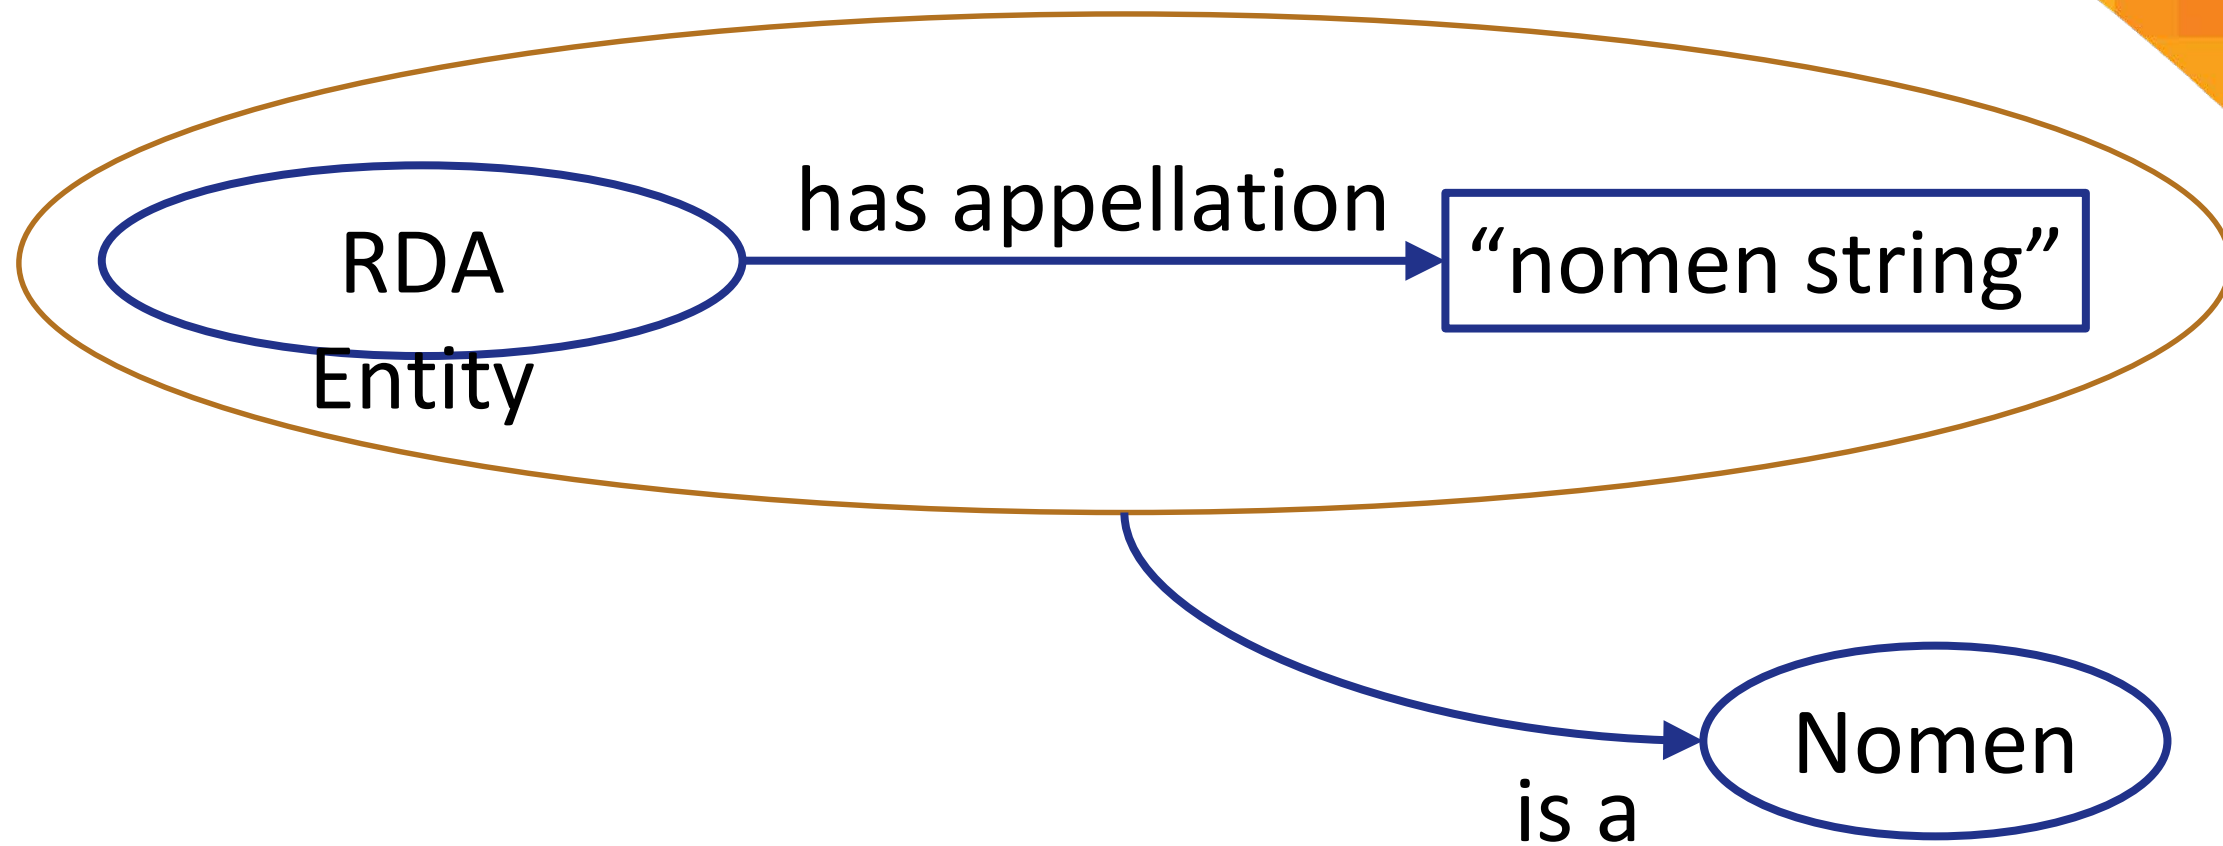 has appellation
RDA
Entity
“nomen string”
Nomen
is a